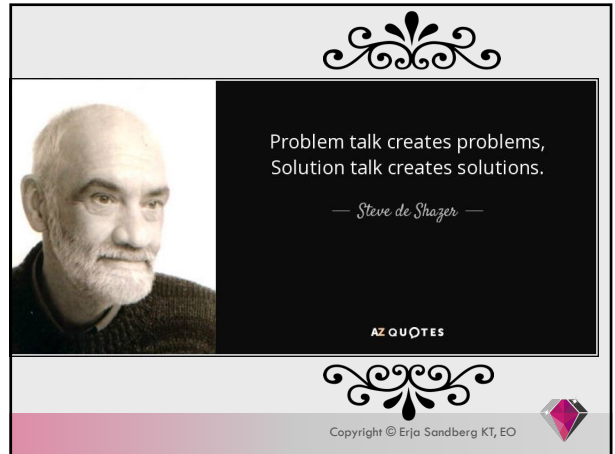 Problem talk creates problems,
Solution talk creates solutions.
— Steve de Shazer —
AZ QUOTES
Copyright © Erja Sandberg KT, EO